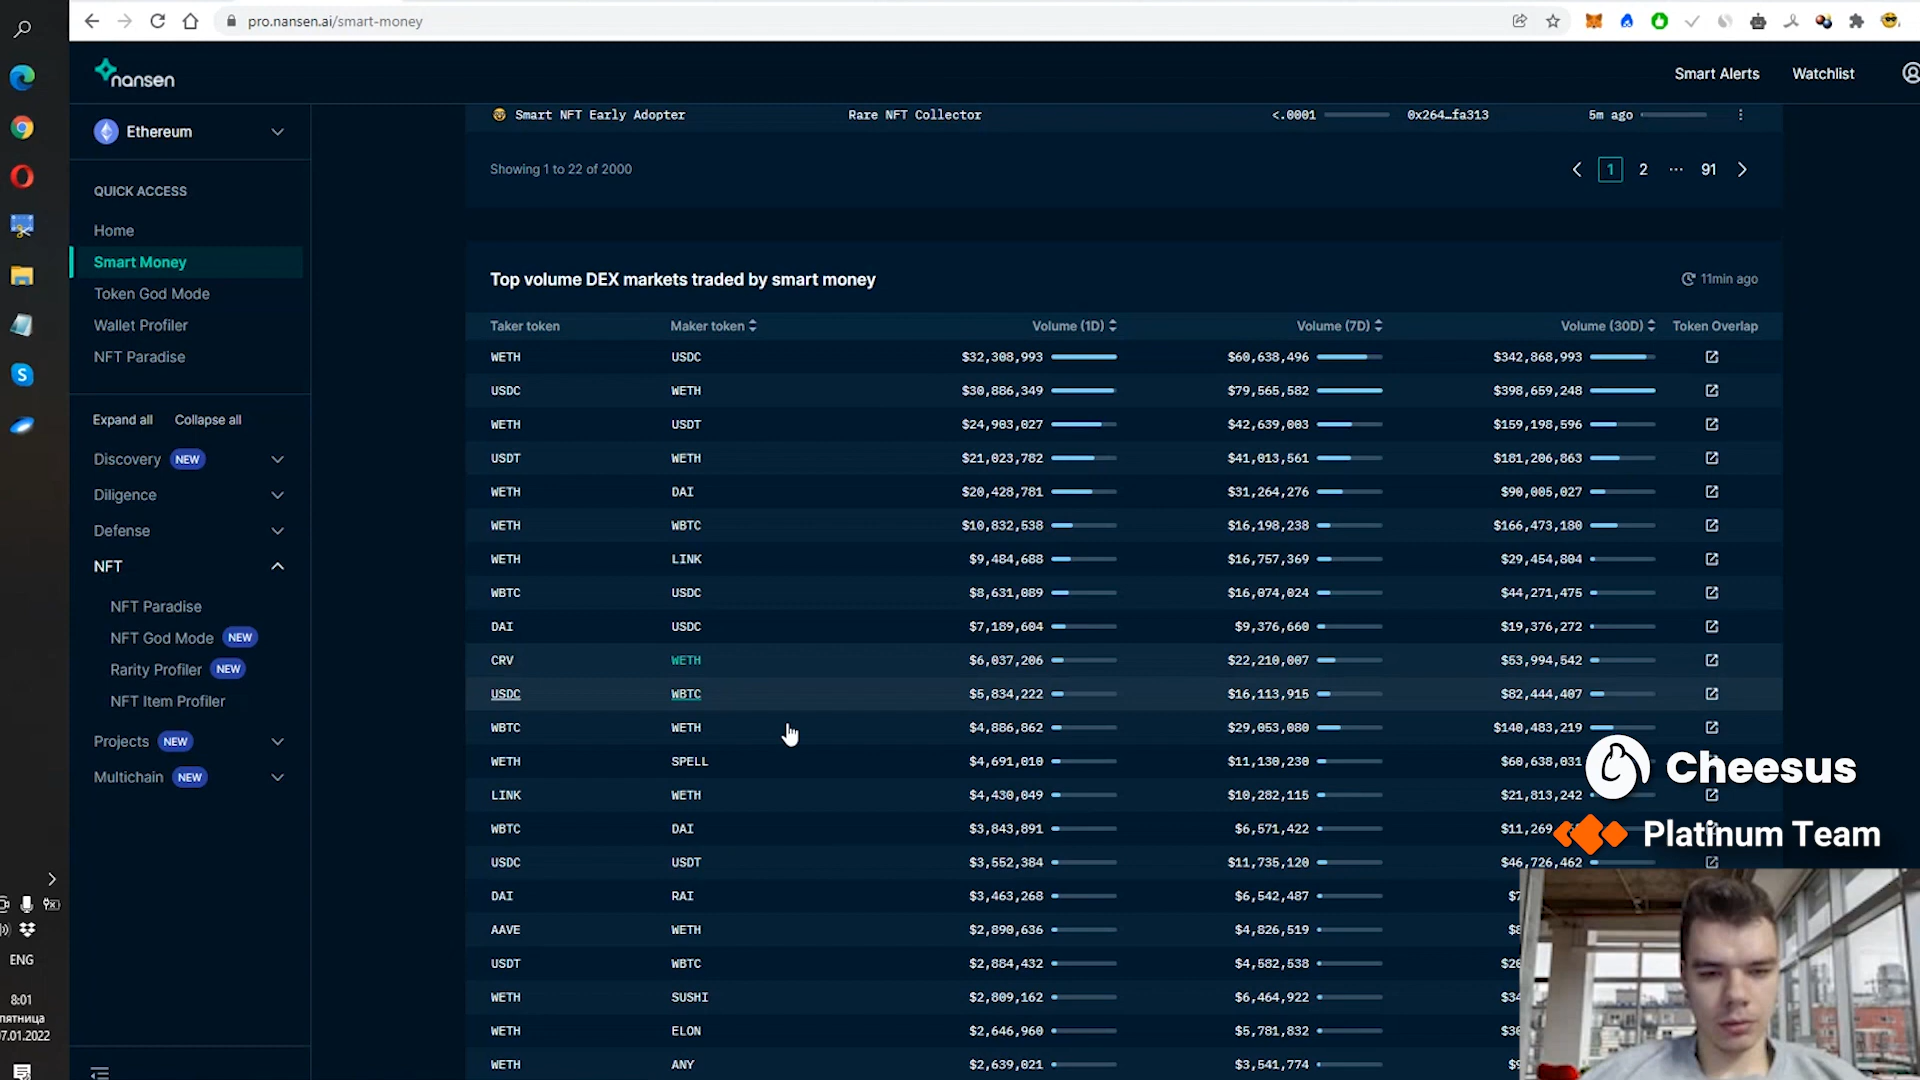 pro.nansen.ai/smart-money
nansen
Smart Alerts
Watchlist
Ethereum
QUICK ACCESS
Home
Smart Money
Token God Mode
Wallet Profiler
NFT Paradise
Expand all Collapse all
Discovery NEW
Diligence
Defense
NFT
NFT Paradise
NFT God Mode NEW
Rarity Profiler NEW
NFT Item Profiler
Projects NEW
Multichain NEW
Smart NFT Early Adopter Rare NFT Collector <.0001 0x264…fa313 5m ago
Showing 1 to 22 of 2000
1 2 ... 91
Top volume DEX markets traded by smart money
11min ago
Taker token Maker token Volume (1D) Volume (7D) Volume (30D) Token Overlap
WETH USDC $32,308,993 $60,638,496 $342,868,993
USDC WETH $30,886,349 $79,565,582 $398,659,248
WETH USDT $24,903,027 $42,639,003 $159,198,596
USDT WETH $21,023,782 $41,013,561 $181,206,863
WETH DAI $20,428,781 $31,264,276 $90,005,027
WETH WBTC $10,832,538 $16,198,238 $166,473,180
WETH LINK $9,484,688 $16,757,369 $29,454,804
WBTC USDC $8,631,089 $16,074,024 $44,271,475
DAI USDC $7,189,604 $9,376,660 $19,376,272
CRV WETH $6,037,206 $22,210,007 $53,994,542
USDC WBTC $5,834,222 $16,113,915 $82,444,407
WBTC WETH $4,886,862 $29,053,080 $140,483,219
WETH SPELL $4,691,010 $11,130,230 $60,638,031
LINK WETH $4,430,049 $10,282,115 $21,813,242
WBTC DAI $3,843,891 $6,571,422 $11,269
USDC USDT $3,552,384 $11,735,120 $46,726,462
DAI RAI $3,463,268 $6,542,487
AAVE WETH $2,890,636 $4,826,519
USDT WBTC $2,884,432 $4,582,538
WETH SUSHI $2,809,162 $6,464,922
WETH ELON $2,646,960 $5,781,832
WETH ANY $2,639,021 $3,541,774
Cheesus
Platinum Team
ENG
8:01
пятница
07.01.2022